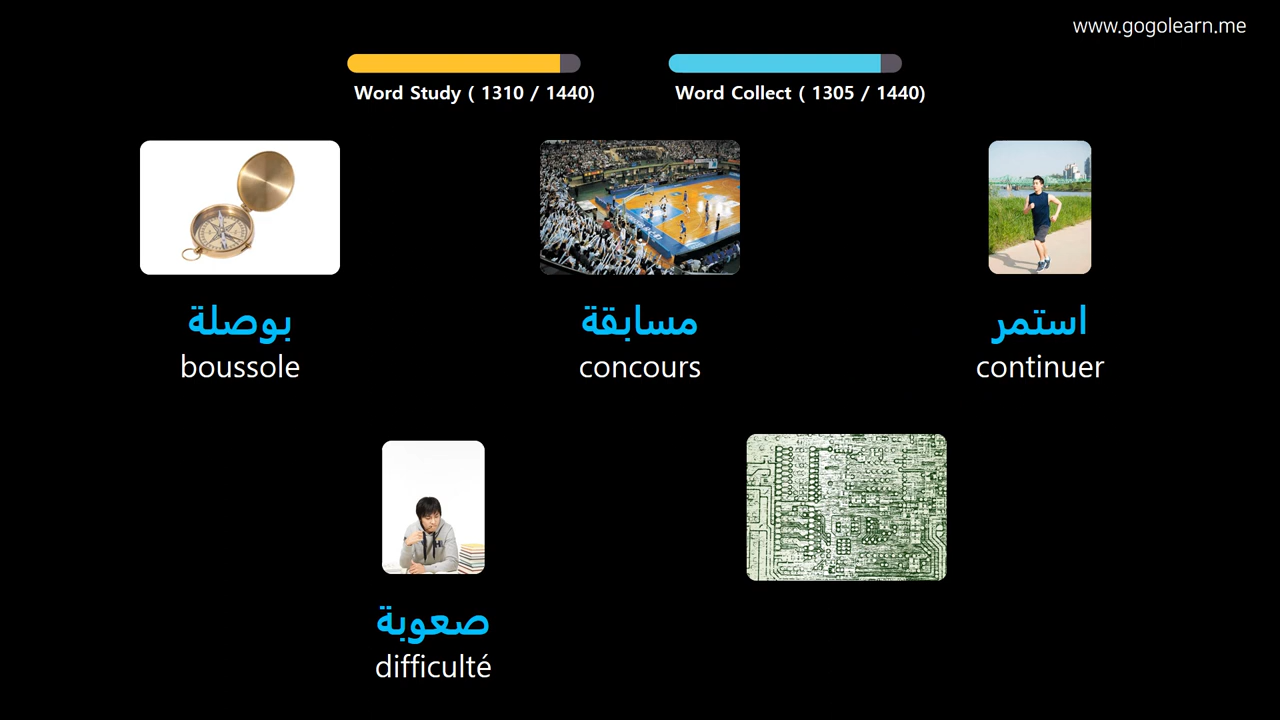 www.gogolearn.me
Word Study ( 1310 / 1440)
Word Collect ( 1305 / 1440)
بوصلة
boussole
مسابقة
concours
استمر
continuer
صعوبة
difficulté